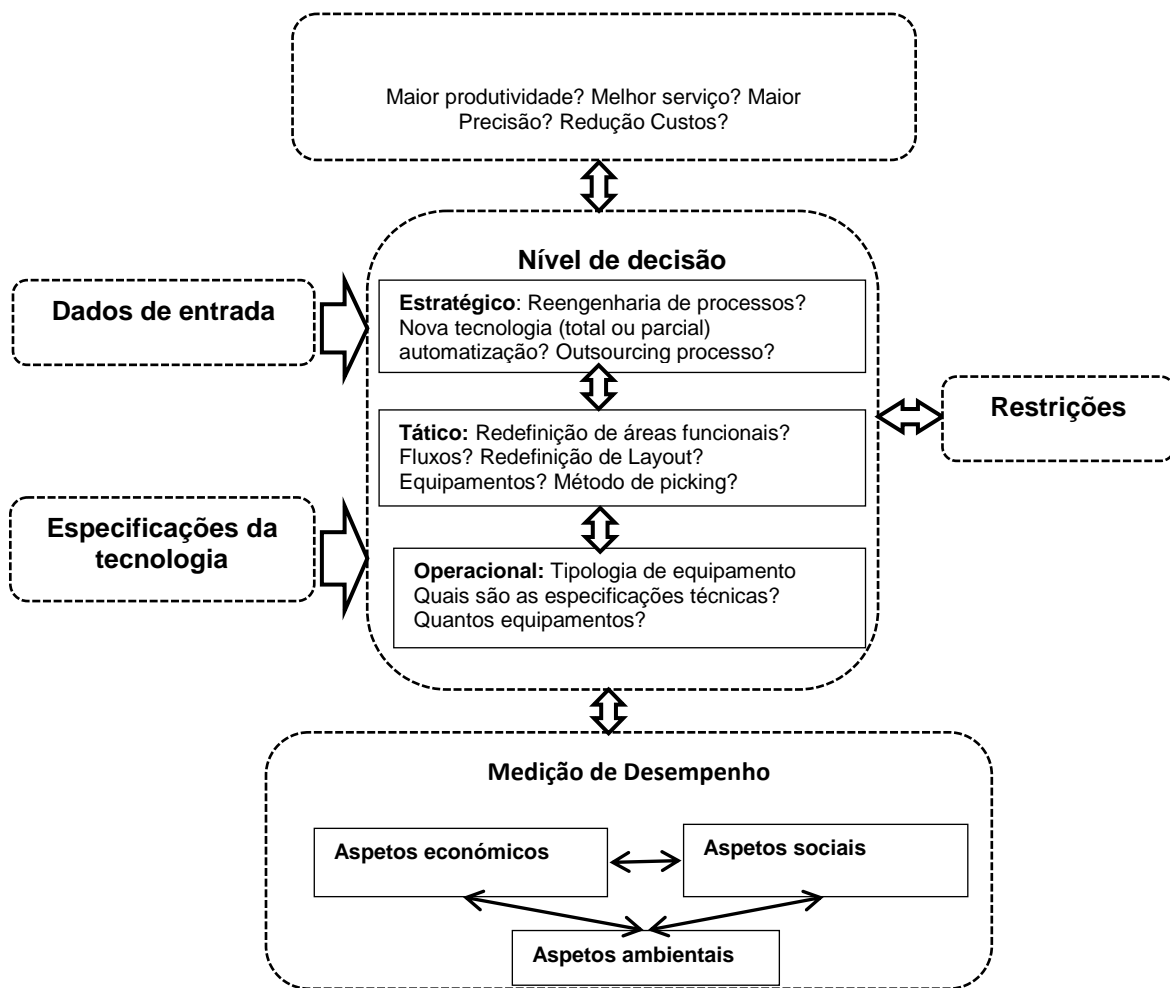 Maior produtividade? Melhor serviço? Maior
Precisão? Redução Custos?
Nível de decisão
Dados de entrada
Estratégico: Reengenharia de processos?
Nova tecnologia (total ou parcial)
automatização? Outsourcing processo?
Restrições
Tático: Redefinição de áreas funcionais?
Fluxos? Redefinição de Layout?
Equipamentos? Método de picking?
Especificações da
tecnologia
Operacional: Tipologia de equipamento
Quais são as especificações técnicas?
Quantos equipamentos?
Medição de Desempenho
Aspetos económicos
Aspetos sociais
Aspetos ambientais